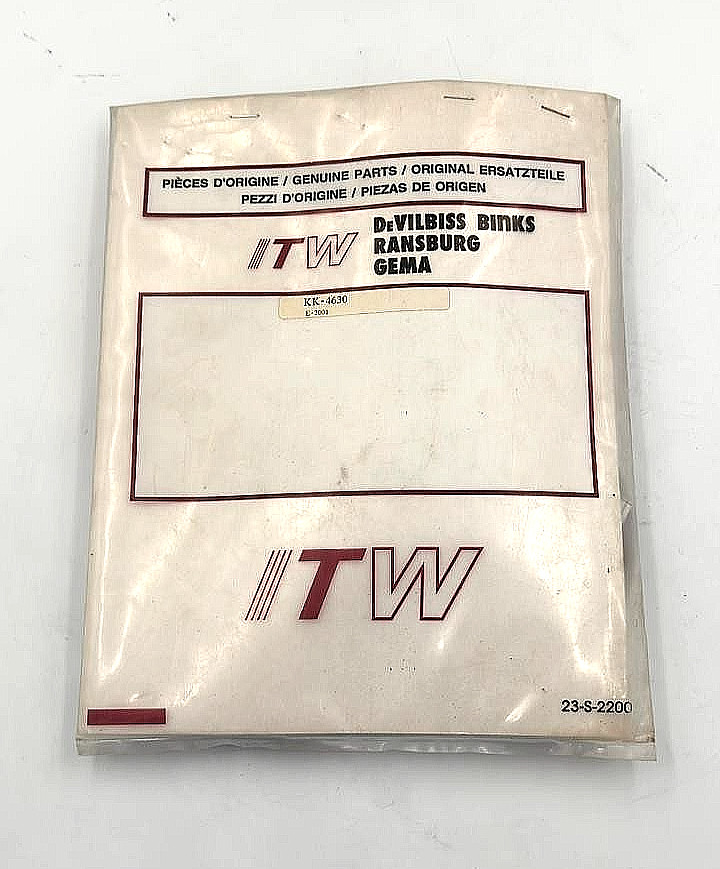 PIÈCES D'ORIGINE / GENUINE PARTS / ORIGINAL ERSATZTEILE
PEZZI D'ORIGINE / PIEZAS DE ORIGEN
ITW
DEVILBISS BINKS
RANSBURG
GEMA
KK-4630
E-2001
ITW
23-S-2200